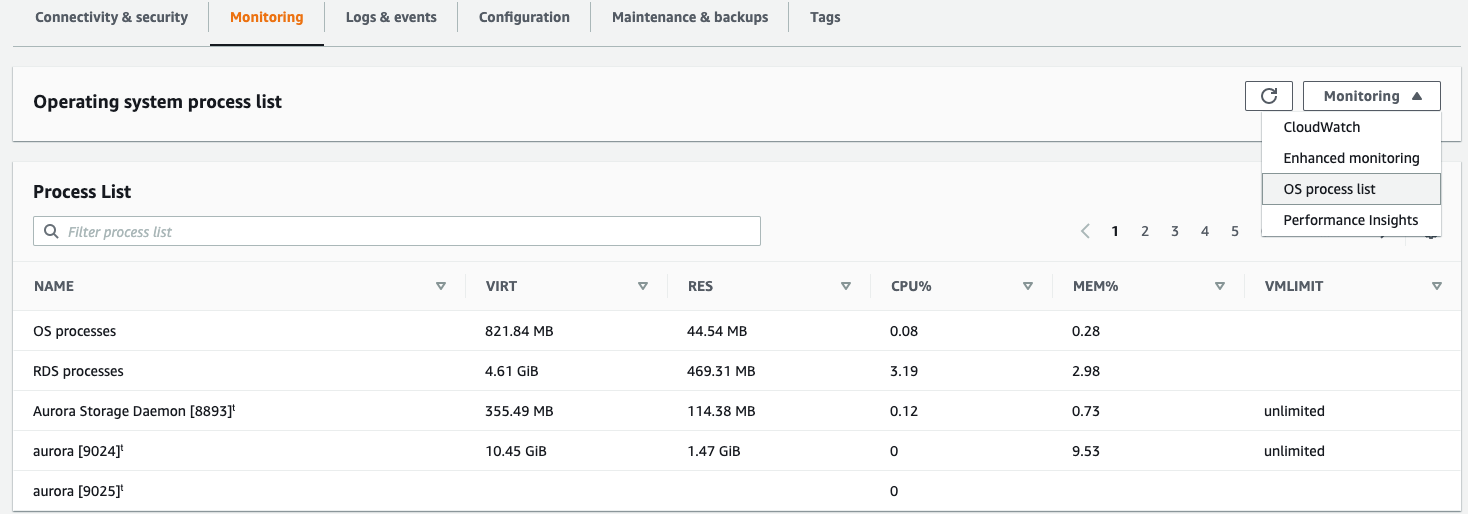 Connectivity & security Monitoring Logs & events Configuration Maintenance & backups Tags
Operating system process list
Monitoring
CloudWatch
Enhanced monitoring
OS process list
Performance Insights
Process List
Filter process list
1 2 3 4 5
NAME VIRT RES CPU% MEM% VMLIMIT
OS processes 821.84 MB 44.54 MB 0.08 0.28
RDS processes 4.61 GiB 469.31 MB 3.19 2.98
Aurora Storage Daemon [8893]t 355.49 MB 114.38 MB 0.12 0.73 unlimited
aurora [9024]t 10.45 GiB 1.47 GiB 0 9.53 unlimited
aurora [9025]t 0